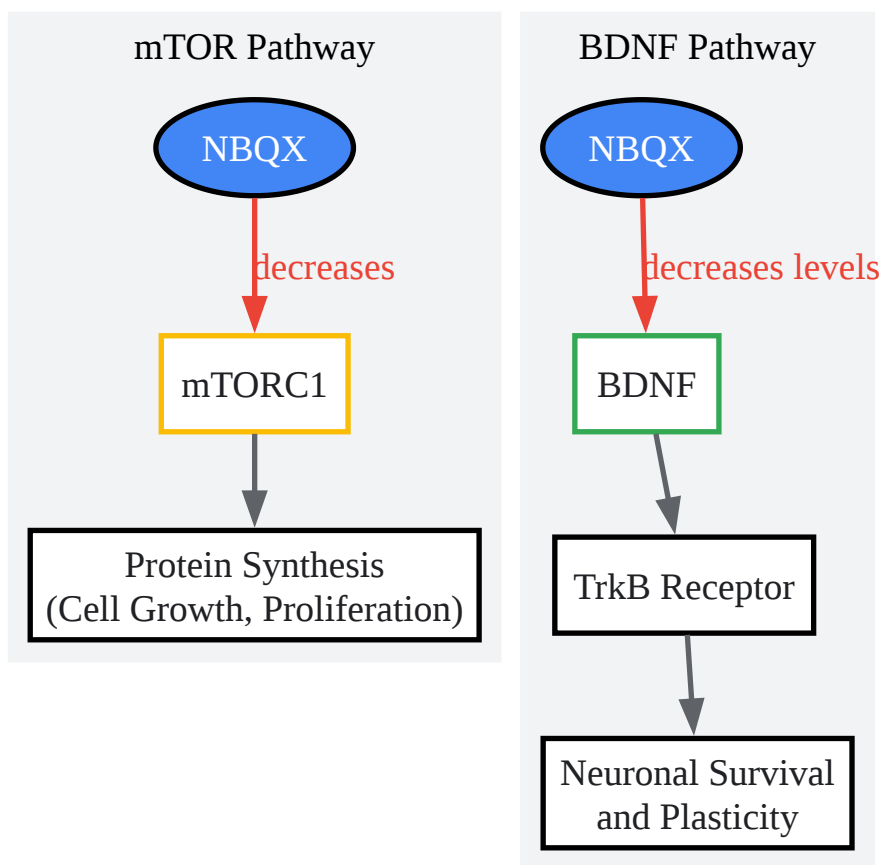 mTOR Pathway
NBQX
decreases
mTORC1
Protein Synthesis
(Cell Growth, Proliferation)
BDNF Pathway
NBQX
decreases levels
BDNF
TrkB Receptor
Neuronal Survival
and Plasticity